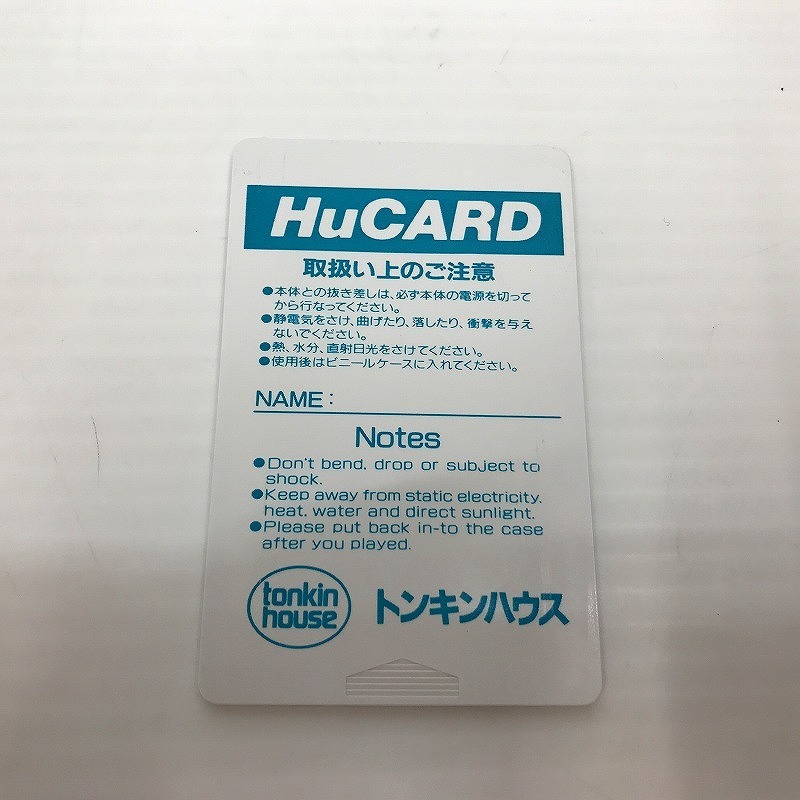 HuCARD
取扱い上のご注意
●本体との抜き差しは、必ず本体の電源を切って
から行なってください。
●静電気をさけ、曲げたり、落したり、衝撃を与え
ないでください。
●熱、水分、直射日光をさけてください。
●使用後はビニールケースに入れてください。
NAME:
Notes
●Don't bend, drop or subject to
shock.
●Keep away from static electricity,
heat, water and direct sunlight.
●Please put back in-to the case
after you played.
tonkin
house
トンキンハウス